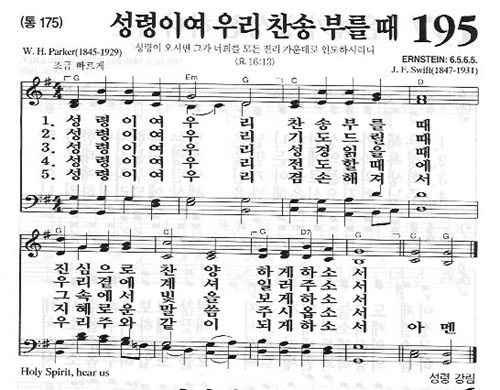 (통 175) 성령이여 우리 찬송 부를 때 195
W. H. Parker(1845-1929) 성령이 오시면 그가 너희를 모든 진리 가운데로 인도하시리니 ERNSTEIN: 6.5.6.5.
조금 빠르게 (요 16:13) J. F. Swift(1847-1931)
G Em G C D
1. 성령이여 우리 찬송 부를 때
2. 성령이여 우리 기도 드릴 때
3. 성령이여 우리 성경 읽을 때
4. 성령이여 우리 전도 할 때에
5. 성령이여 우리 겸손 해져서
진심으로 찬양 하게 하소서
우리 곁에 계셔 일러 주소서
그 속에서 빛을 보게 하소서
지혜로운 말씀 주시옵소서
우리 주와 같이 되게 하소서 아멘
Holy Spirit, hear us 성령 강림